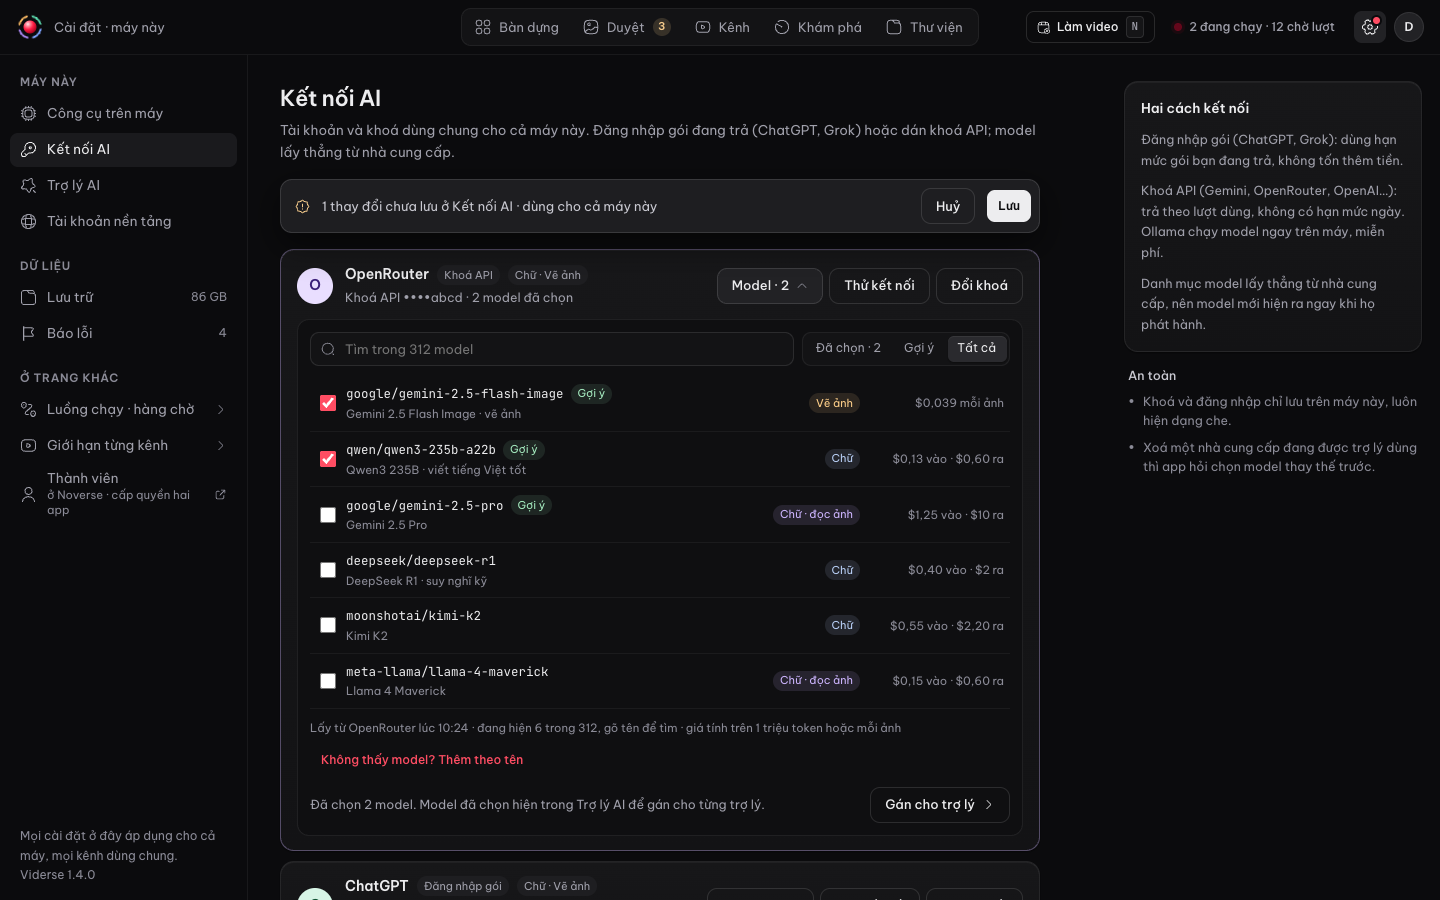 Cài đặt · máy này
Bàn dựng
Duyệt 3
Kênh
Khám phá
Thư viện
Làm video N
2 đang chạy · 12 chờ lượt
D
MÁY NÀY
Công cụ trên máy
Kết nối AI
Trợ lý AI
Tài khoản nền tảng
DỮ LIỆU
Lưu trữ 86 GB
Báo lỗi 4
Ở TRANG KHÁC
Luồng chạy · hàng chờ
Giới hạn từng kênh
Thành viên
ở Noverse · cấp quyền hai
app
Mọi cài đặt ở đây áp dụng cho cả
máy, mọi kênh dùng chung.
Viderse 1.4.0
Kết nối AI
Tài khoản và khoá dùng chung cho cả máy này. Đăng nhập gói đang trả (ChatGPT, Grok) hoặc dán khoá API; model
lấy thẳng từ nhà cung cấp.
1 thay đổi chưa lưu ở Kết nối AI · dùng cho cả máy này
Huỷ
Lưu
O
OpenRouter Khoá API Chữ · Vẽ ảnh
Khoá API ••••abcd · 2 model đã chọn
Model · 2
Thử kết nối
Đổi khoá
Tìm trong 312 model
Đã chọn · 2
Gợi ý
Tất cả
google/gemini-2.5-flash-image Gợi ý
Gemini 2.5 Flash Image · vẽ ảnh
Vẽ ảnh
$0,039 mỗi ảnh
qwen/qwen3-235b-a22b Gợi ý
Qwen3 235B · viết tiếng Việt tốt
Chữ
$0,13 vào · $0,60 ra
google/gemini-2.5-pro Gợi ý
Gemini 2.5 Pro
Chữ · đọc ảnh
$1,25 vào · $10 ra
deepseek/deepseek-r1
DeepSeek R1 · suy nghĩ kỹ
Chữ
$0,40 vào · $2 ra
moonshotai/kimi-k2
Kimi K2
Chữ
$0,55 vào · $2,20 ra
meta-llama/llama-4-maverick
Llama 4 Maverick
Chữ · đọc ảnh
$0,15 vào · $0,60 ra
Lấy từ OpenRouter lúc 10:24 · đang hiện 6 trong 312, gõ tên để tìm · giá tính trên 1 triệu token hoặc mỗi ảnh
Không thấy model? Thêm theo tên
Đã chọn 2 model. Model đã chọn hiện trong Trợ lý AI để gán cho từng trợ lý.
Gán cho trợ lý
ChatGPT Đăng nhập gói Chữ · Vẽ ảnh
Hai cách kết nối
Đăng nhập gói (ChatGPT, Grok): dùng hạn
mức gói bạn đang trả, không tốn thêm tiền.
Khoá API (Gemini, OpenRouter, OpenAI...):
trả theo lượt dùng, không có hạn mức ngày.
Ollama chạy model ngay trên máy, miễn
phí.
Danh mục model lấy thẳng từ nhà cung
cấp, nên model mới hiện ra ngay khi họ
phát hành.
An toàn
• Khoá và đăng nhập chỉ lưu trên máy này, luôn
hiện dạng che.
• Xoá một nhà cung cấp đang được trợ lý dùng
thì app hỏi chọn model thay thế trước.